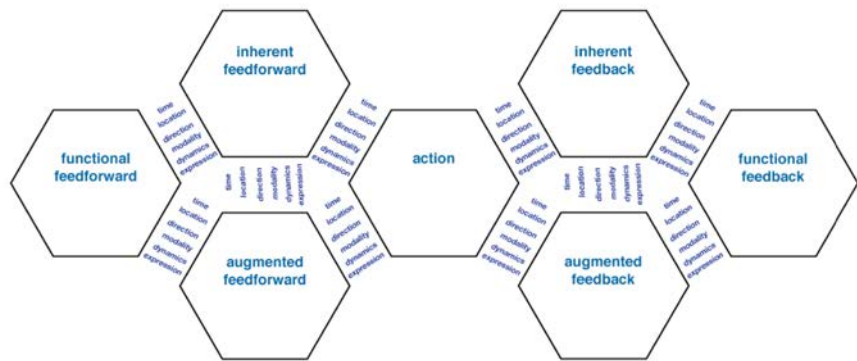 inherent
feedforward
inherent
feedback
time
location
direction
modality
dynamics
expression
time
location
direction
modality
dynamics
expression
time
location
direction
modality
dynamics
expression
time
location
direction
modality
dynamics
expression
functional
feedforward
action
functional
feedback
time
location
direction
modality
dynamics
expression
time
location
direction
modality
dynamics
expression
time
location
direction
modality
dynamics
expression
time
location
direction
modality
dynamics
expression
time
location
direction
modality
dynamics
expression
time
location
direction
modality
dynamics
expression
augmented
feedforward
augmented
feedback